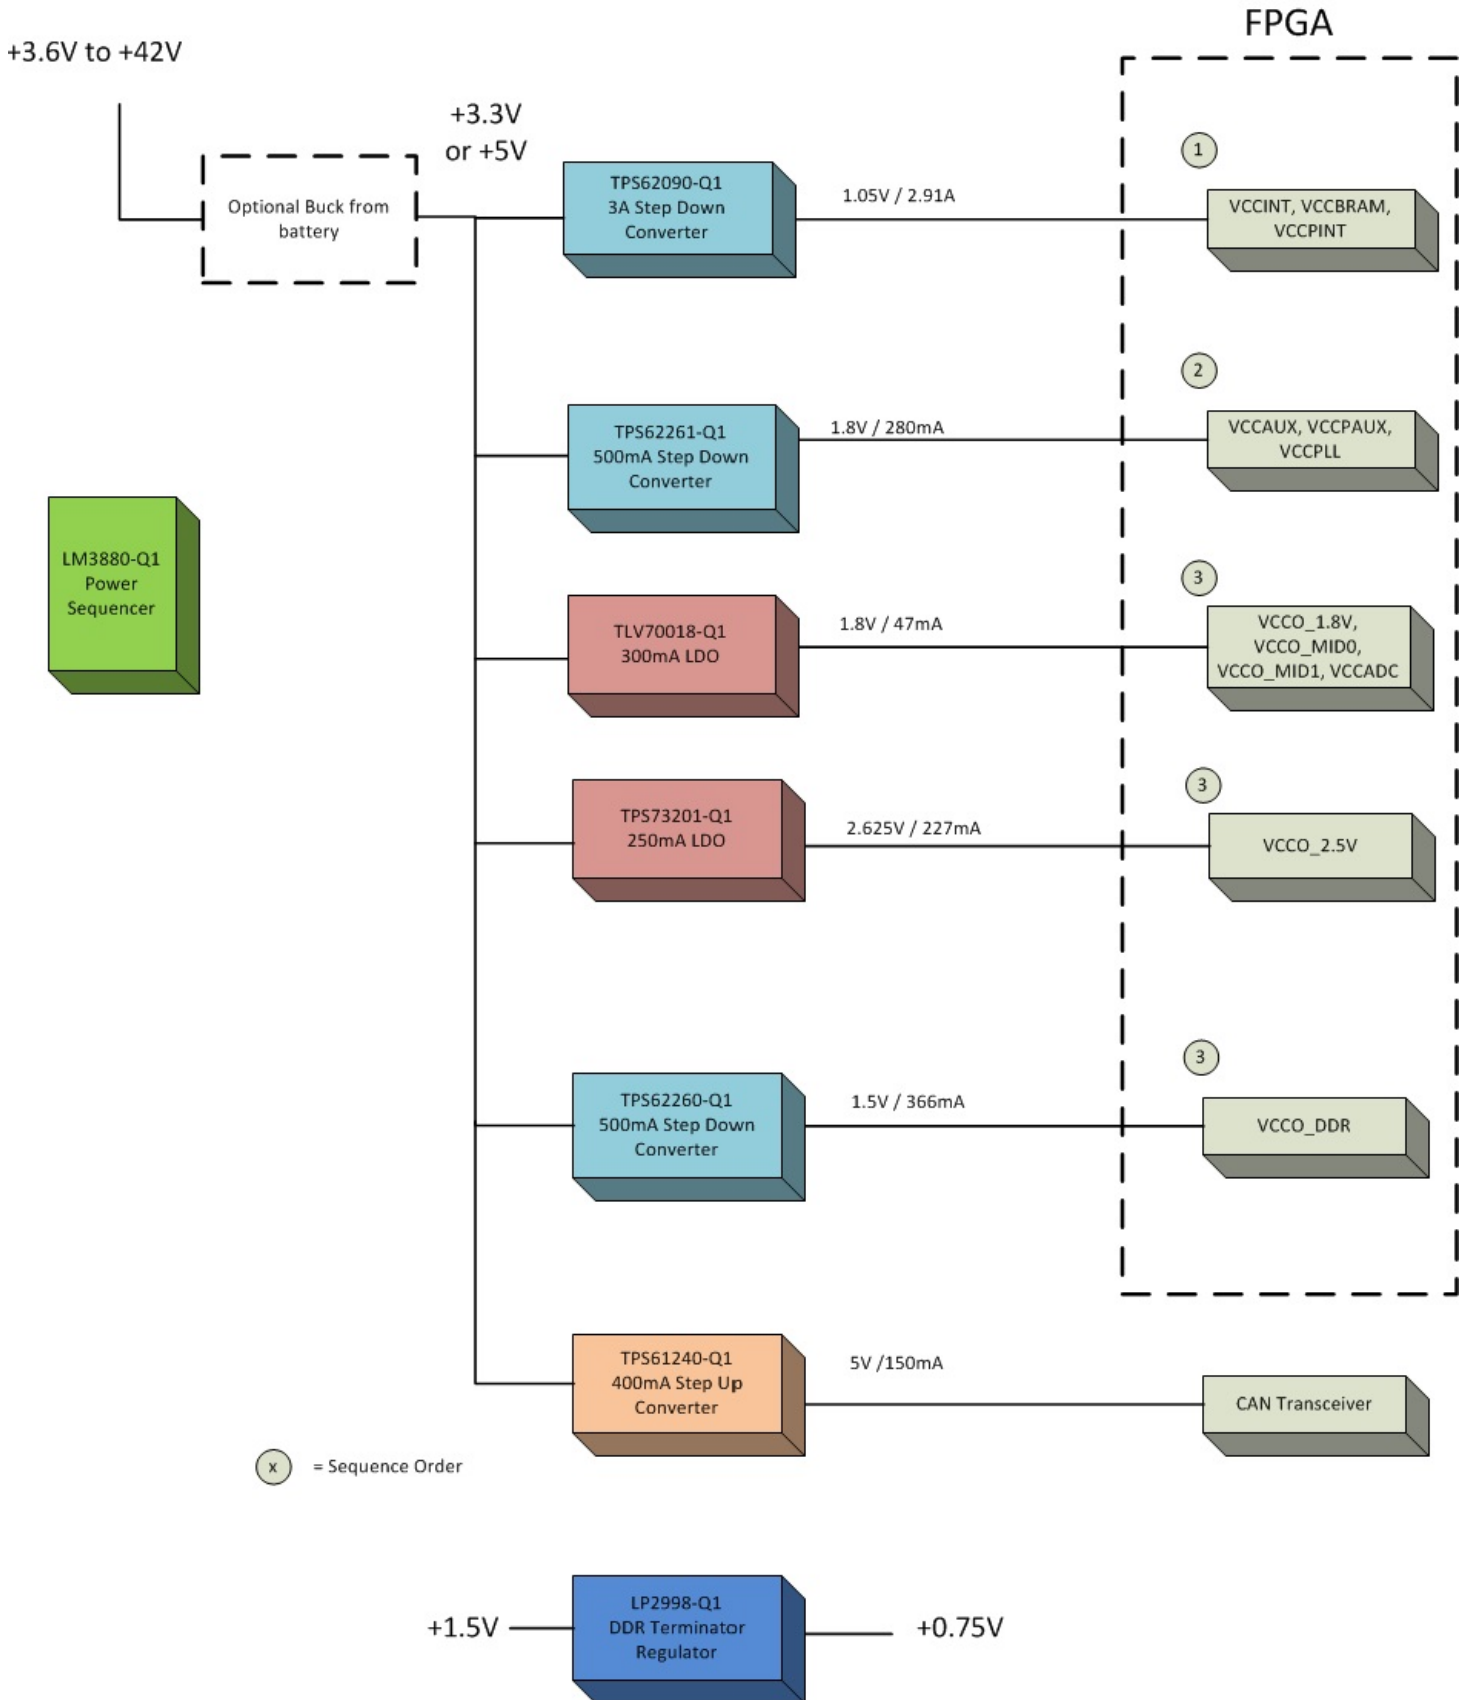 FPGA
+3.6V to +42V
+3.3V
or +5V
Optional Buck from
battery
TPS62090-Q1
3A Step Down
Converter
1.05V / 2.91A
1
VCCINT, VCCBRAM,
VCCPINT
TPS62261-Q1
500mA Step Down
Converter
1.8V / 280mA
2
VCCAUX, VCCPAUX,
VCCPLL
LM3880-Q1
Power
Sequencer
TLV70018-Q1
300mA LDO
1.8V / 47mA
3
VCCO_1.8V,
VCCO_MID0,
VCCO_MID1, VCCADC
TPS73201-Q1
250mA LDO
2.625V / 227mA
3
VCCO_2.5V
TPS62260-Q1
500mA Step Down
Converter
1.5V / 366mA
3
VCCO_DDR
TPS61240-Q1
400mA Step Up
Converter
5V /150mA
CAN Transceiver
x = Sequence Order
+1.5V
LP2998-Q1
DDR Terminator
Regulator
+0.75V